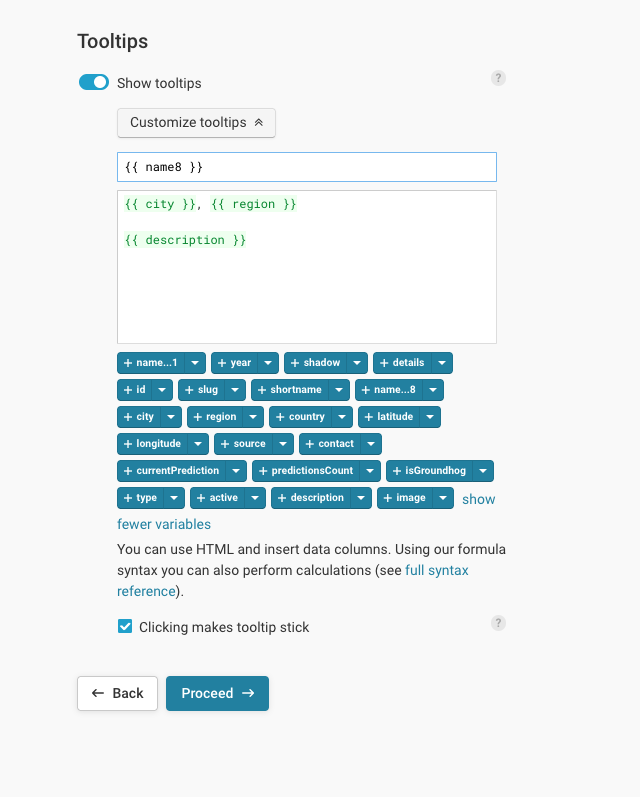 Tooltips
Show tooltips
?
Customize tooltips
{{ name8 }}
{{ city }}, {{ region }}
{{ description }}
+ name...1
+ year
+ shadow
+ details
+ id
+ slug
+ shortname
+ name...8
+ city
+ region
+ country
+ latitude
+ longitude
+ source
+ contact
+ currentPrediction
+ predictionsCount
+ isGroundhog
+ type
+ active
+ description
+ image
show
fewer variables
You can use HTML and insert data columns. Using our formula
syntax you can also perform calculations (see full syntax
reference).
Clicking makes tooltip stick
?
← Back
Proceed →